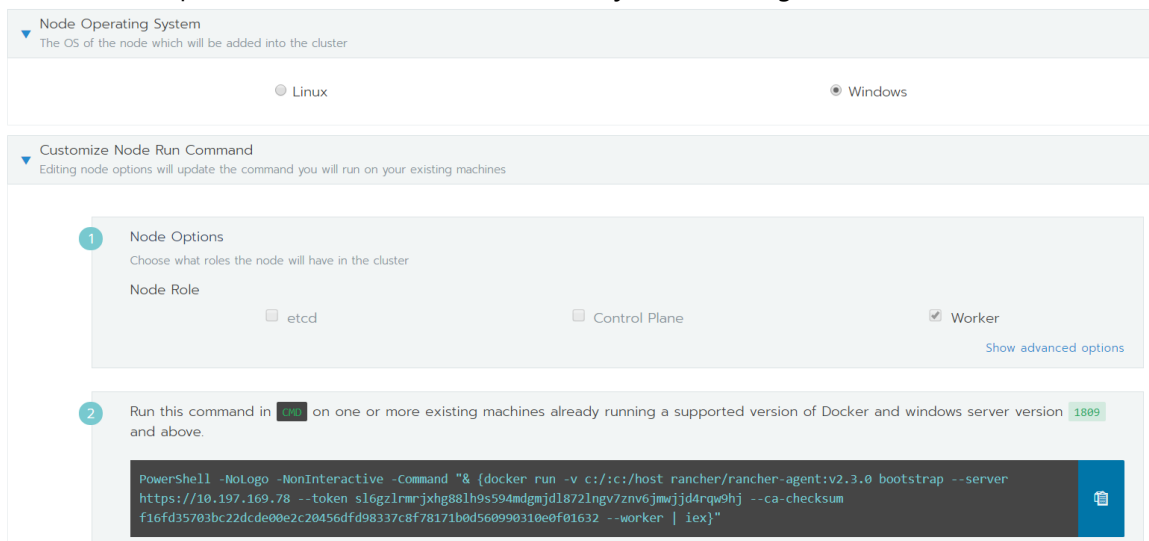 Node Operating System
The OS of the node which will be added into the cluster
Linux
Windows
Customize Node Run Command
Editing node options will update the command you will run on your existing machines
1
Node Options
Choose what roles the node will have in the cluster
Node Role
etcd
Control Plane
Worker
Show advanced options
2
Run this command in CMD on one or more existing machines already running a supported version of Docker and windows server version 1809
and above.
PowerShell -NoLogo -NonInteractive -Command "& {docker run -v c:/:c:/host rancher/rancher-agent:v2.3.0 bootstrap --server
https://10.197.169.78 --token sl6gzlrmrjxhg88lh9s594mdgmjdl872lngv7znv6jmwjjd4rqw9hj --ca-checksum
f16fd35703bc22dcde00e2c20456dfd98337c8f78171b0d560990310e0f01632 --worker | iex}"